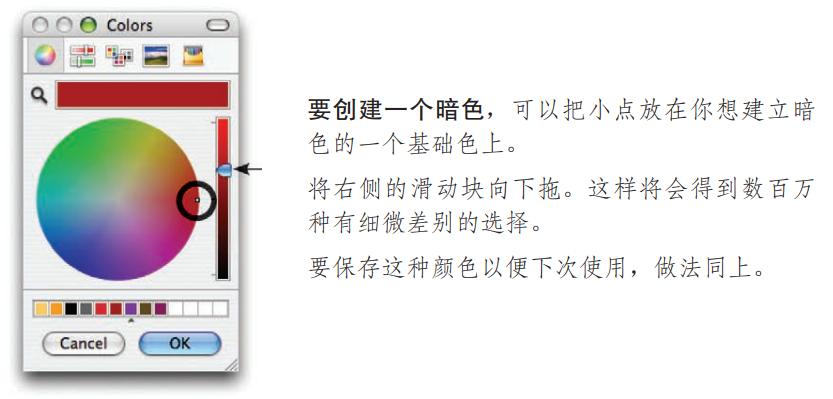 Colors
Cancel
OK
要创建一个暗色，可以把小点放在你想建立暗
色的一个基础色上。
将右侧的滑动块向下拖。这样将会得到数百万
种有细微差别的选择。
要保存这种颜色以便下次使用，做法同上。